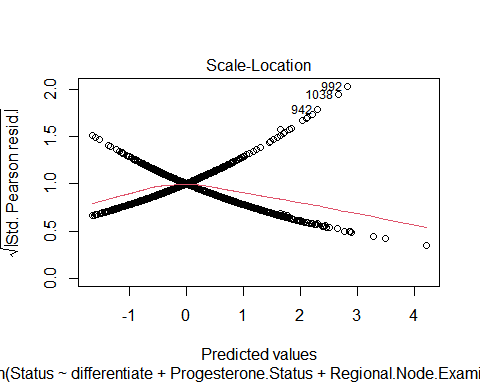 Scale-Location
√|Std. Pearson resid.|
2.0
1.5
1.0
0.5
0.0
992
1038
942
-1 0 1 2 3 4
Predicted values
(Status ~ differentiate + Progesterone.Status + Regional.Node.Exami